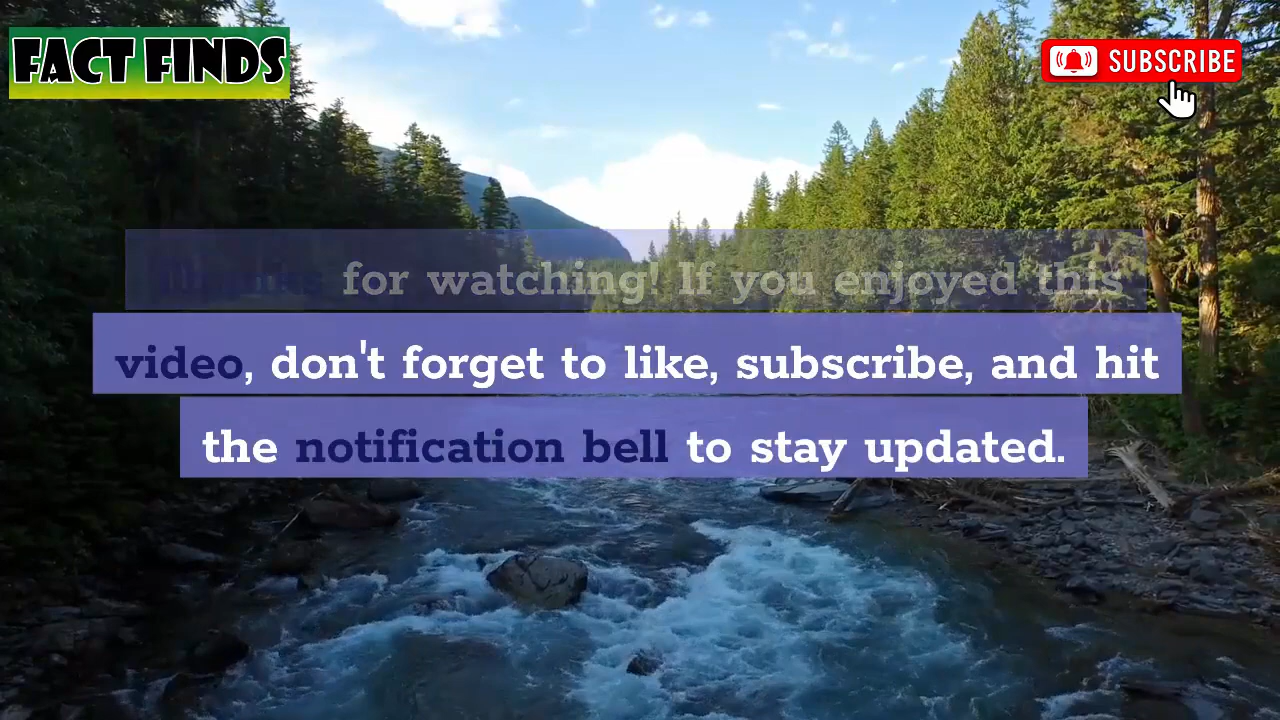 FACT FINDS
SUBSCRIBE
Thanks for watching! If you enjoyed this
video, don't forget to like, subscribe, and hit
the notification bell to stay updated.